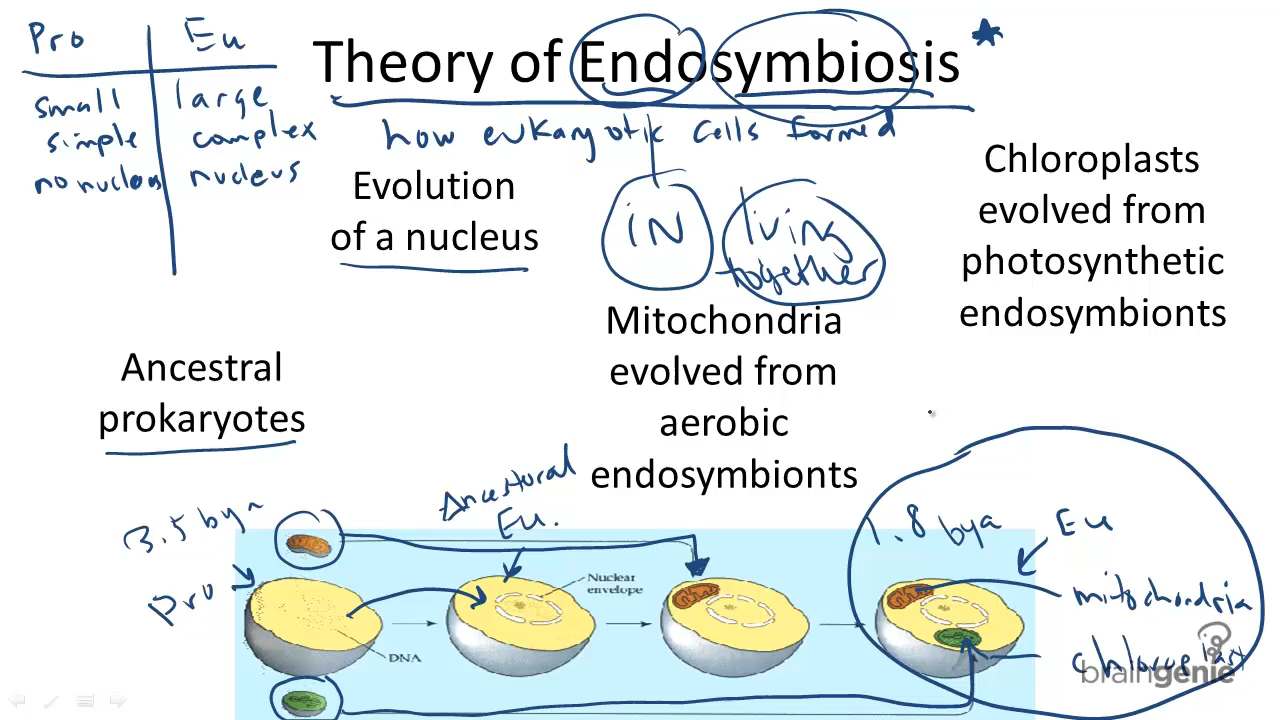 Pro Eu
small large
simple complex
no nucleus nucleus
Theory of Endosymbiosis
how eukaryotic cells formed
Evolution
of a nucleus
IN
living
together
Chloroplasts
evolved from
photosynthetic
endosymbionts
Mitochondria
evolved from
aerobic
endosymbionts
Ancestral
prokaryotes
3.5 bya
Pro
Ancestural
Eu.
1.8 bya
Eu
mitochondria
chloroplast
Nuclear
envelope
DNA
braingenie